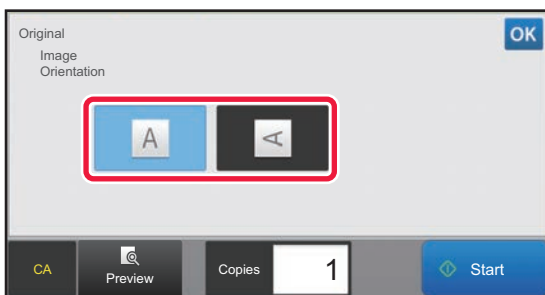 Original
OK
Image
Orientation
A
A
CA
Preview
Copies
1
Start